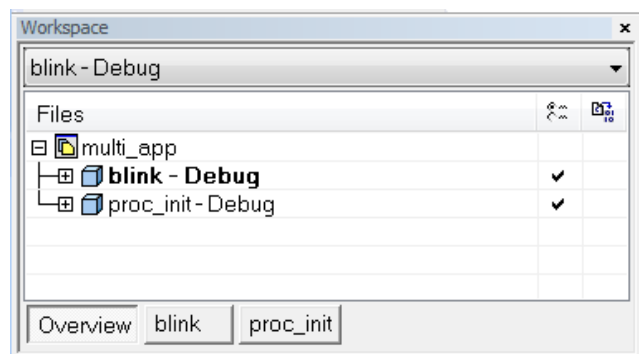 Workspace
blink - Debug
Files
multi_app
blink - Debug
proc_init - Debug
Overview blink proc_init